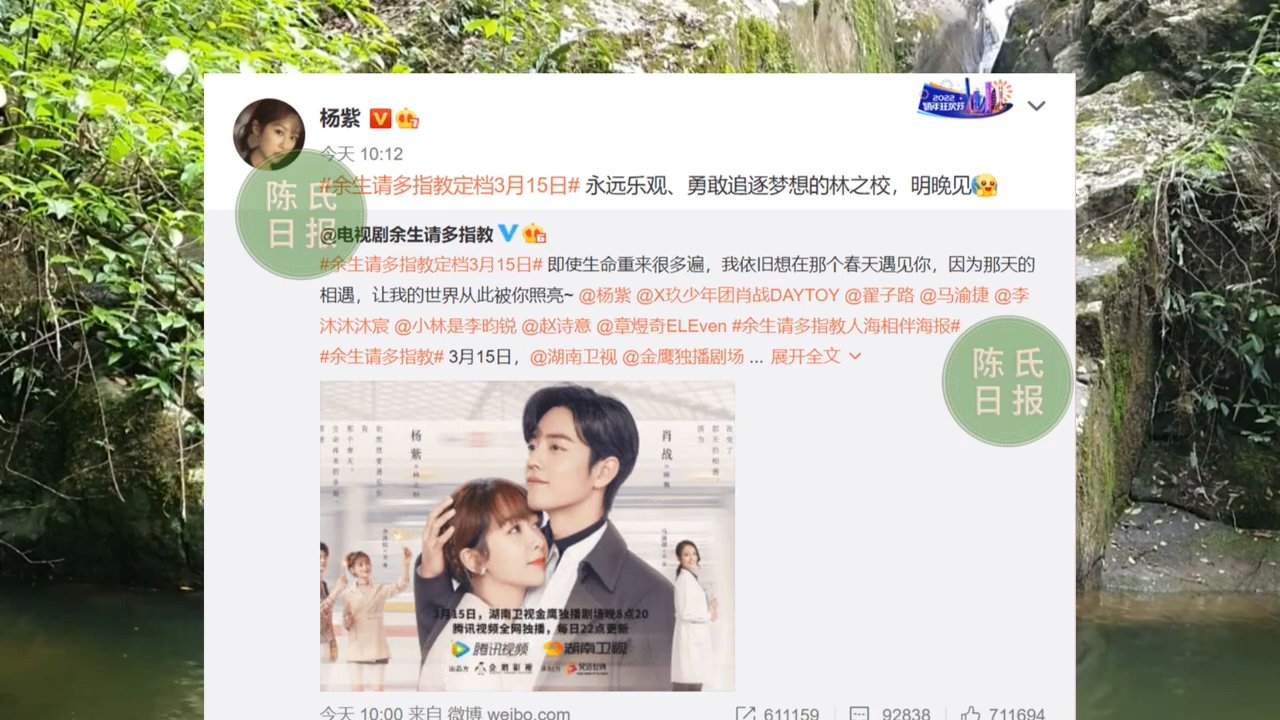 杨紫
2022
今天 10:12
#余生请多指教定档3月15日# 永远乐观、勇敢追逐梦想的林之校，明晚见
陈氏
日报
@电视剧余生请多指教
#余生请多指教定档3月15日# 即使生命重来很多遍，我依旧想在那个春天遇见你，因为那天的
相遇，让我的世界从此被你照亮~ @杨紫 @X玖少年团肖战DAYTOY @翟子路 @马渝捷 @李
沐沐沐宸 @小林是李昀锐 @赵诗意 @章煜奇ELEven #余生请多指教人海相伴海报#
#余生请多指教# 3月15日，@湖南卫视 @金鹰独播剧场 ... 展开全文
陈氏
日报
杨紫
肖战
3月15日，湖南卫视金鹰独播剧场晚8点20
腾讯视频全网独播，每日22点更新
腾讯视频 湖南卫视
今天 10:00 来自 微博 weibo.com
611159 92838 711694